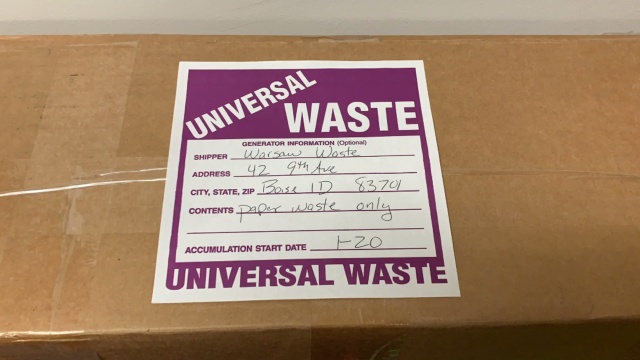 UNIVERSAL
WASTE
GENERATOR INFORMATION (Optional)
SHIPPER Warsaw Waste
ADDRESS 42 9th Ave
CITY, STATE, ZIP Boise ID 83701
CONTENTS paper waste only
ACCUMULATION START DATE 1-20
UNIVERSAL WASTE